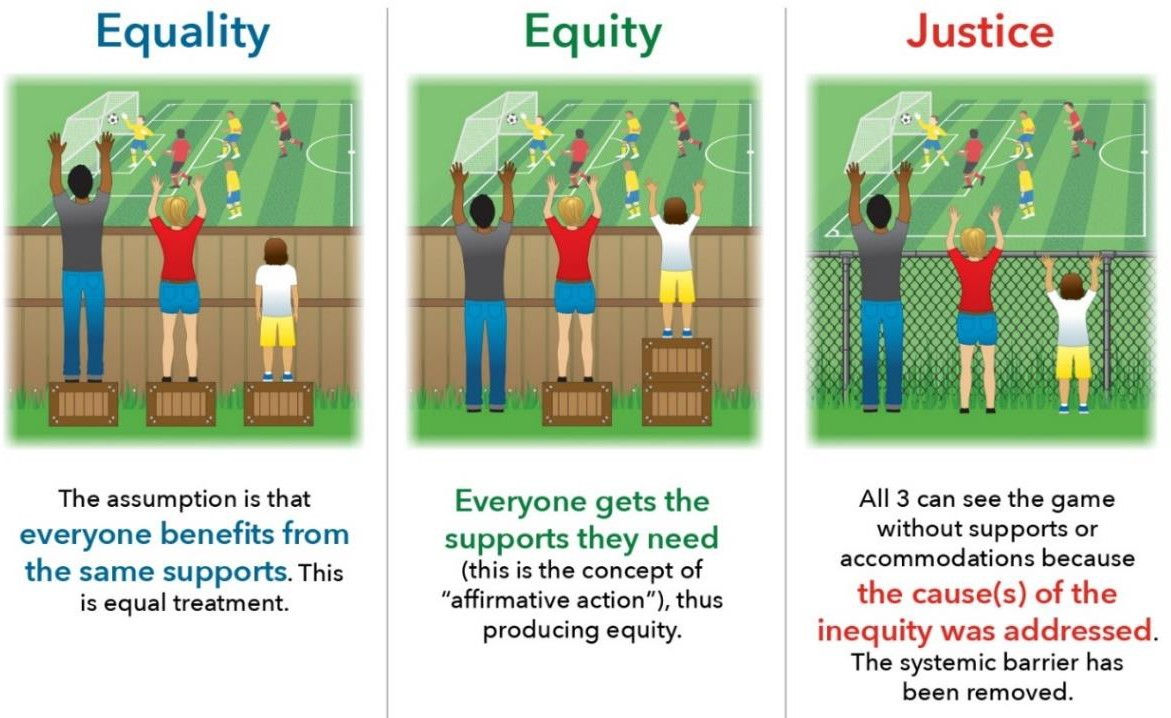 Equality
The assumption is that
everyone benefits from
the same supports. This
is equal treatment.
Equity
Everyone gets the
supports they need
(this is the concept of
“affirmative action”), thus
producing equity.
Justice
All 3 can see the game
without supports or
accommodations because
the cause(s) of the
inequity was addressed.
The systemic barrier has
been removed.